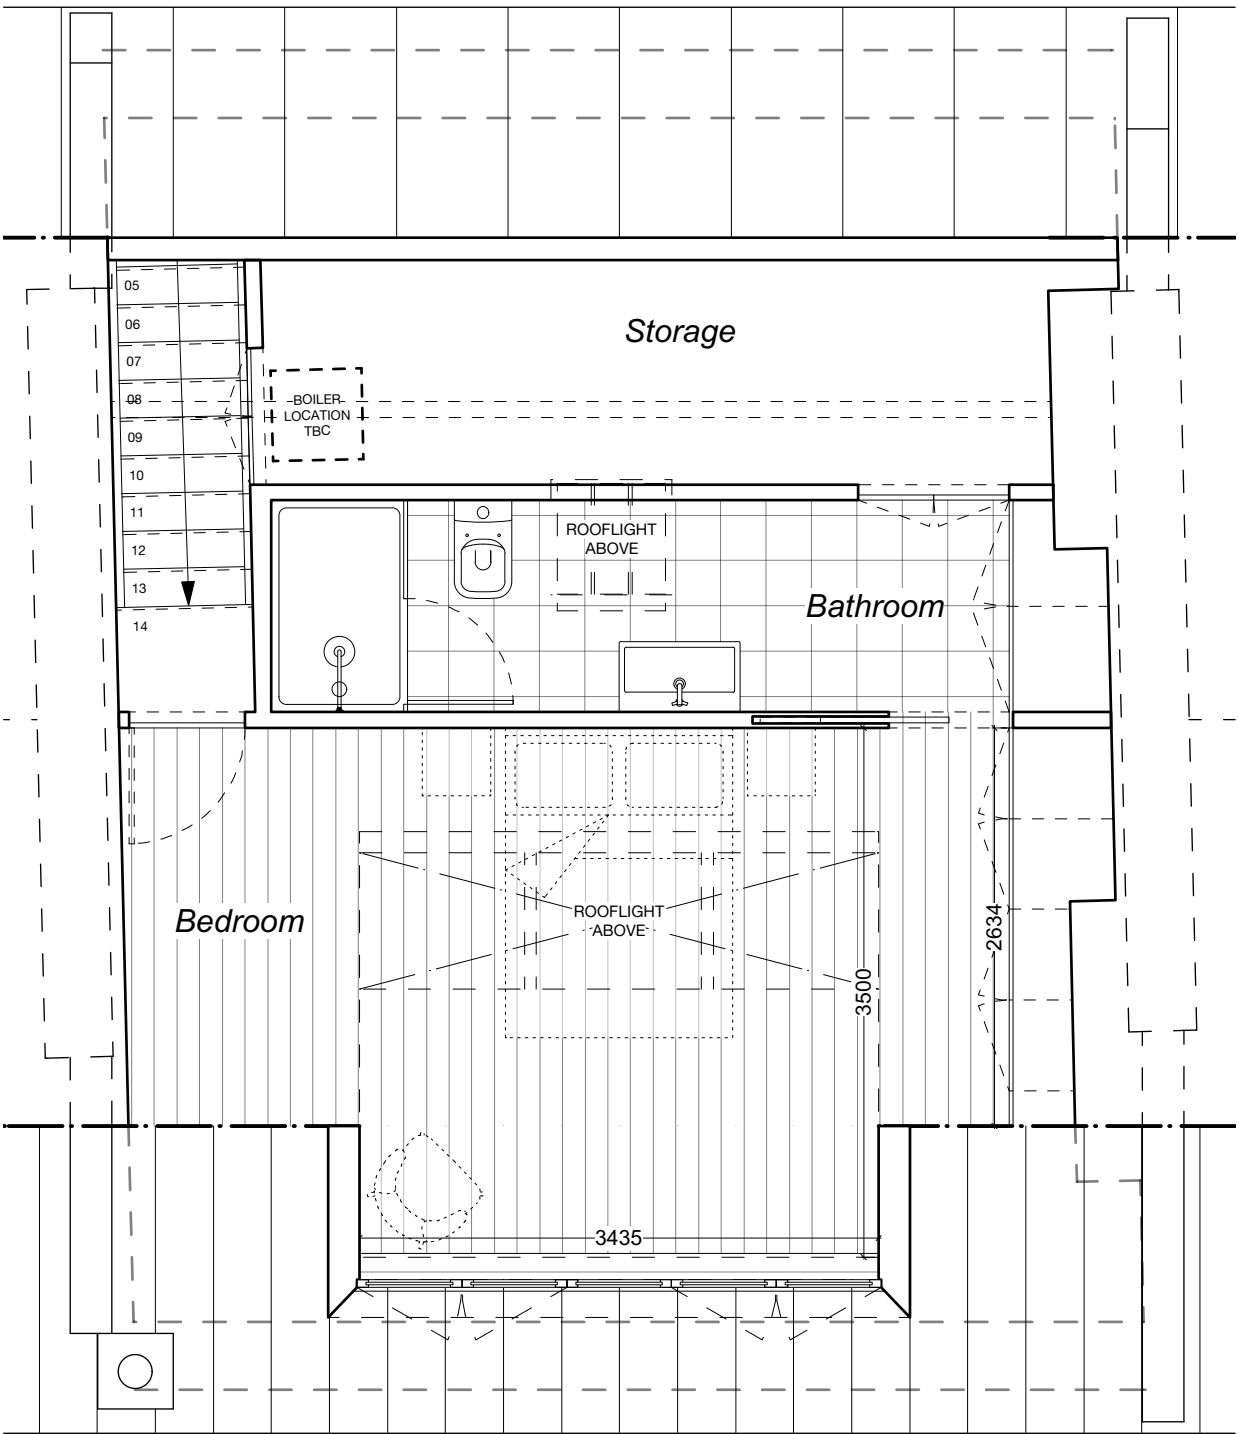 05
06
07
08
09
10
11
12
13
14
Storage
BOILER
LOCATION
TBC
ROOFLIGHT
ABOVE
Bathroom
Bedroom
ROOFLIGHT
ABOVE
3500
2634
3435